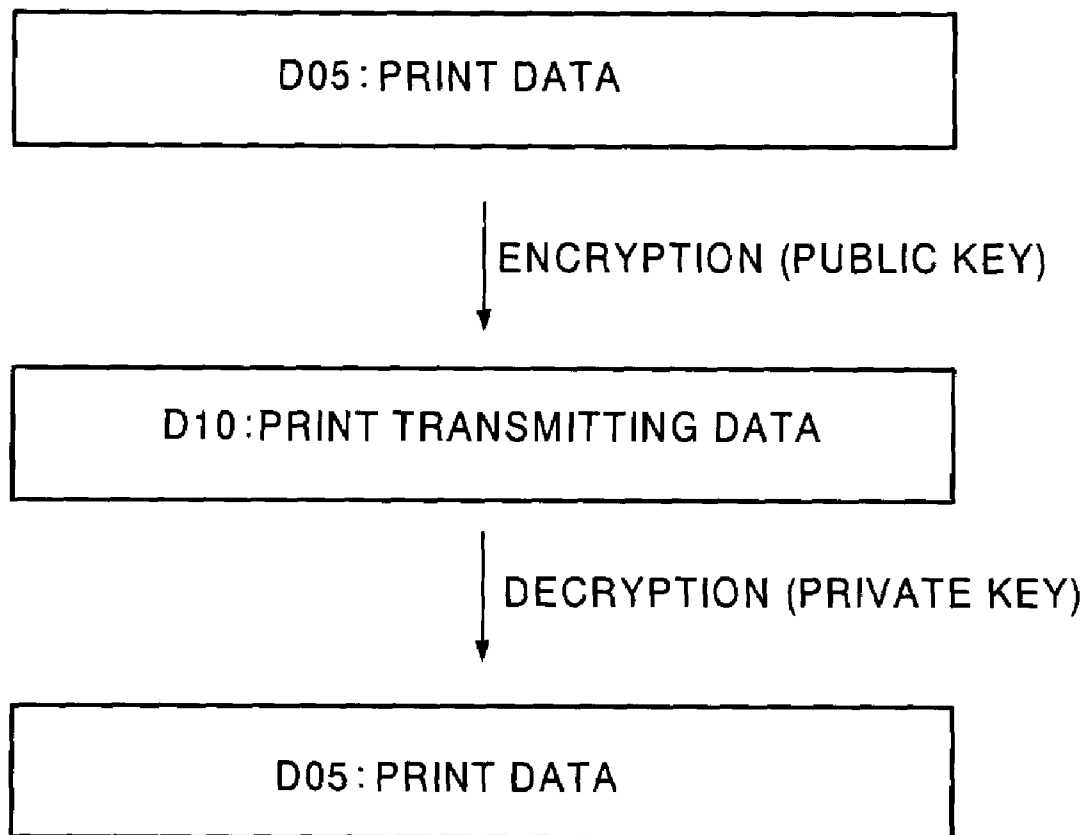 D05:PRINT DATA
ENCRYPTION (PUBLIC KEY)
D10:PRINT TRANSMITTING DATA
DECRYPTION (PRIVATE KEY)
D05:PRINT DATA